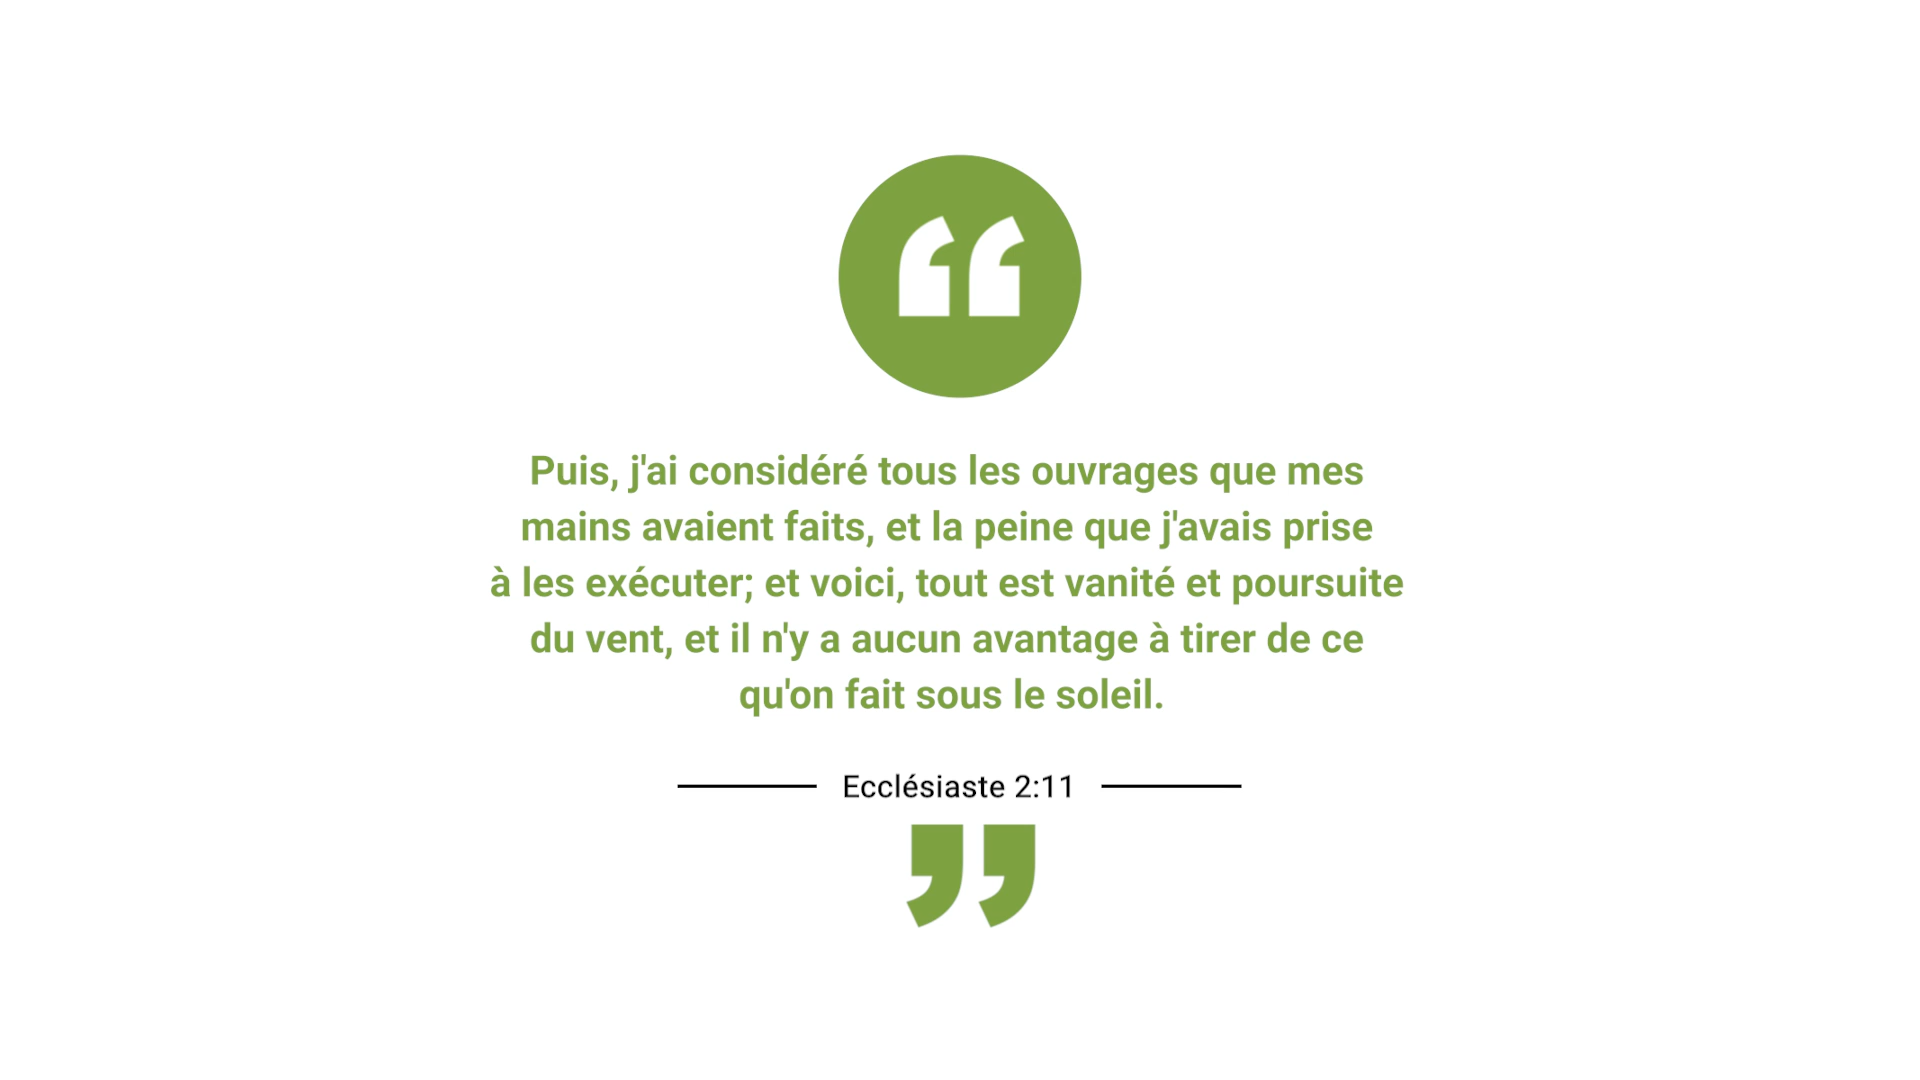 Puis, j'ai considéré tous les ouvrages que mes
mains avaient faits, et la peine que j'avais prise
à les exécuter; et voici, tout est vanité et poursuite
du vent, et il n'y a aucun avantage à tirer de ce
qu'on fait sous le soleil.
Ecclésiaste 2:11